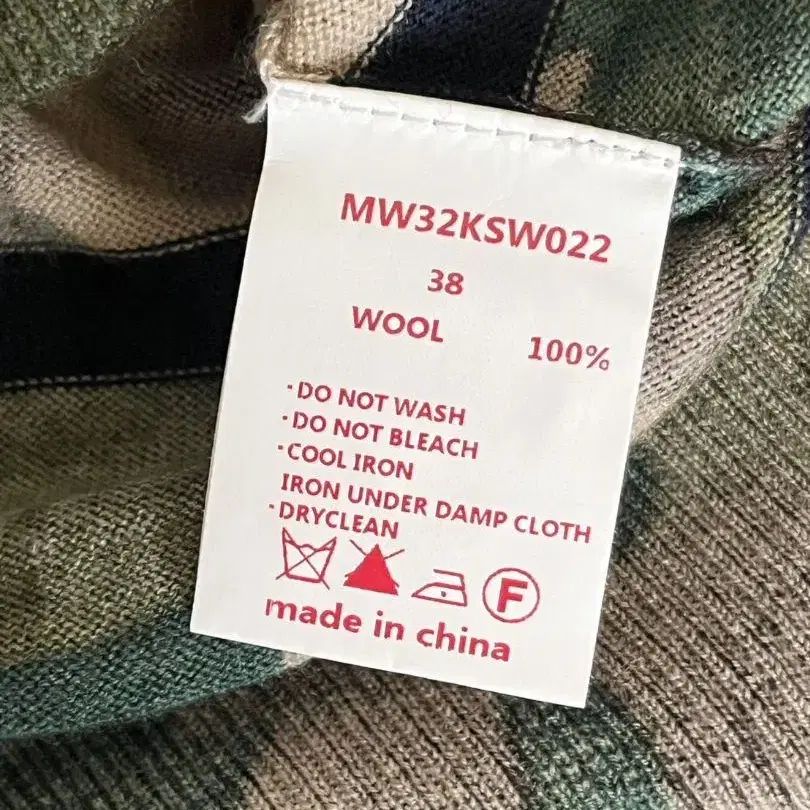 MW32KSW022
38
WOOL 100%
·DO NOT WASH
·DO NOT BLEACH
·COOL IRON
IRON UNDER DAMP CLOTH
·DRYCLEAN
F
made in china